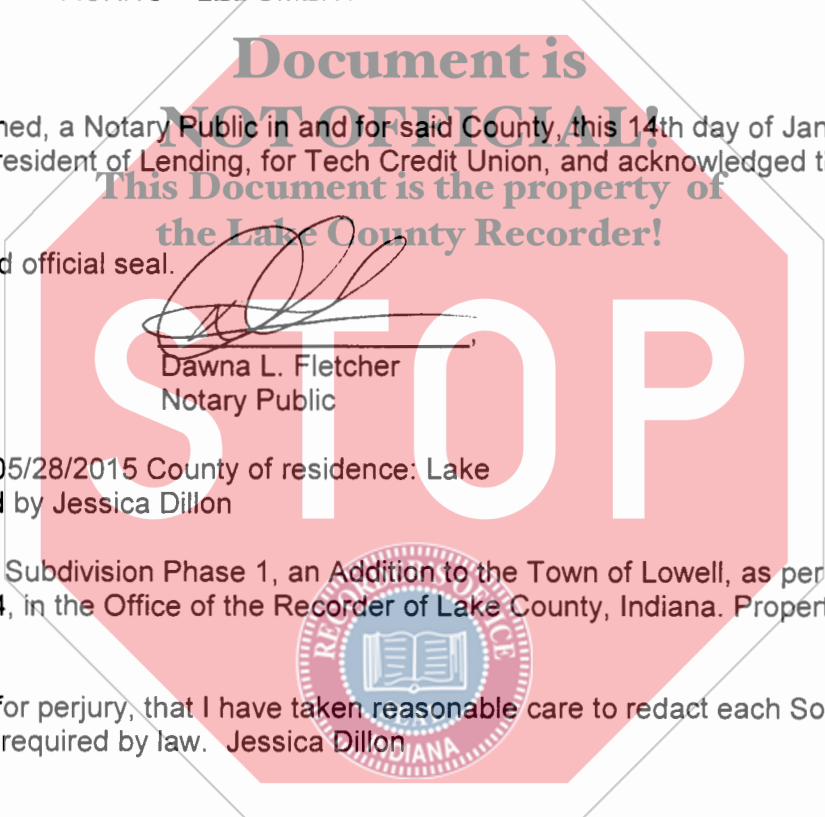 Document is
NOT OFFICIAL!
ned, a Notary Public in and for said County, this 14th day of Jan
resident of Lending, for Tech Credit Union, and acknowledged t
This Document is the property of
the Lake County Recorder!
d official seal.
STOP
Dawna L. Fletcher
Notary Public
05/28/2015 County of residence: Lake
d by Jessica Dillon
Subdivision Phase 1, an Addition to the Town of Lowell, as per
4, in the Office of the Recorder of Lake County, Indiana. Propert
RECORDER'S OFFICE
SEAL
INDIANA
for perjury, that I have taken reasonable care to redact each So
required by law. Jessica Dillon